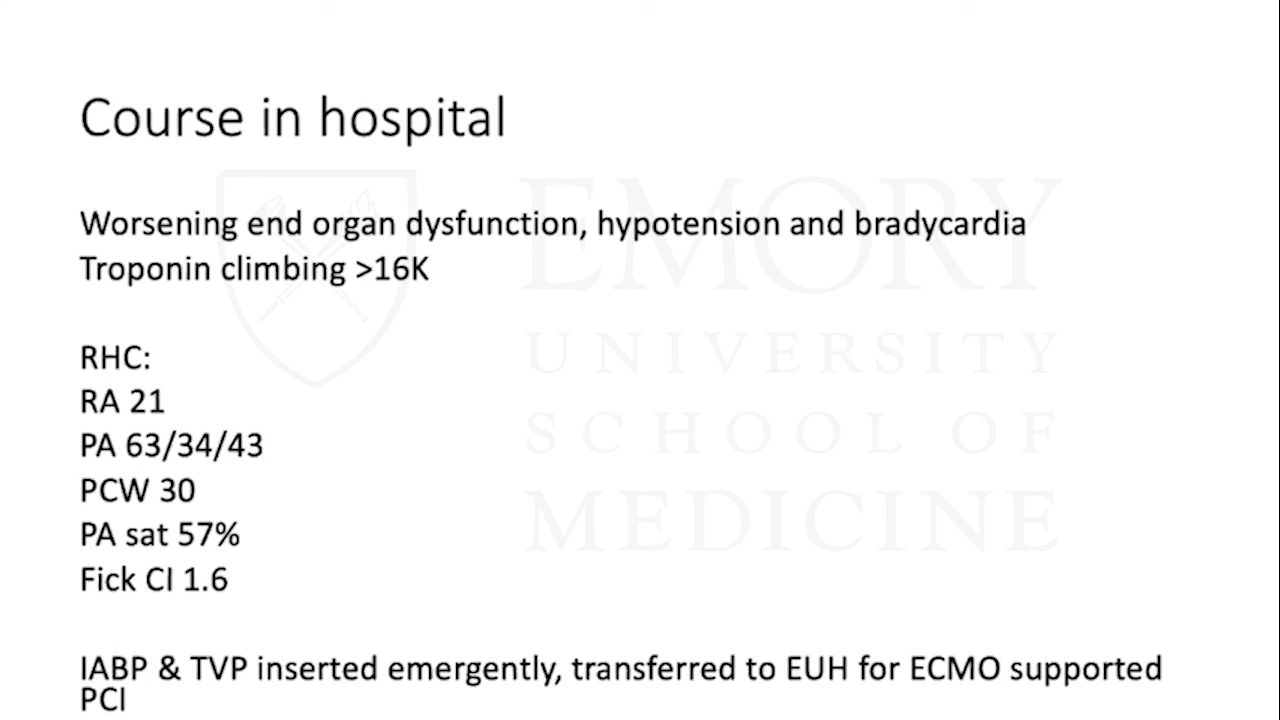 Course in hospital
Worsening end organ dysfunction, hypotension and bradycardia
Troponin climbing >16K
RHC:
RA 21
PA 63/34/43
PCW 30
PA sat 57%
Fick CI 1.6
IABP & TVP inserted emergently, transferred to EUH for ECMO supported
PCI
EMORY
UNIVERSITY
SCHOOL OF
MEDICINE